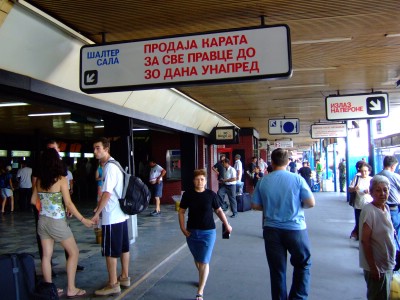 ШАЛТЕР
САЛА
ПРОДАЈА КАРАТА
ЗА СВЕ ПРАВЦЕ ДО
30 ДАНА УНАПРЕД
ИЗЛАЗ
НА ПЕРОНЕ